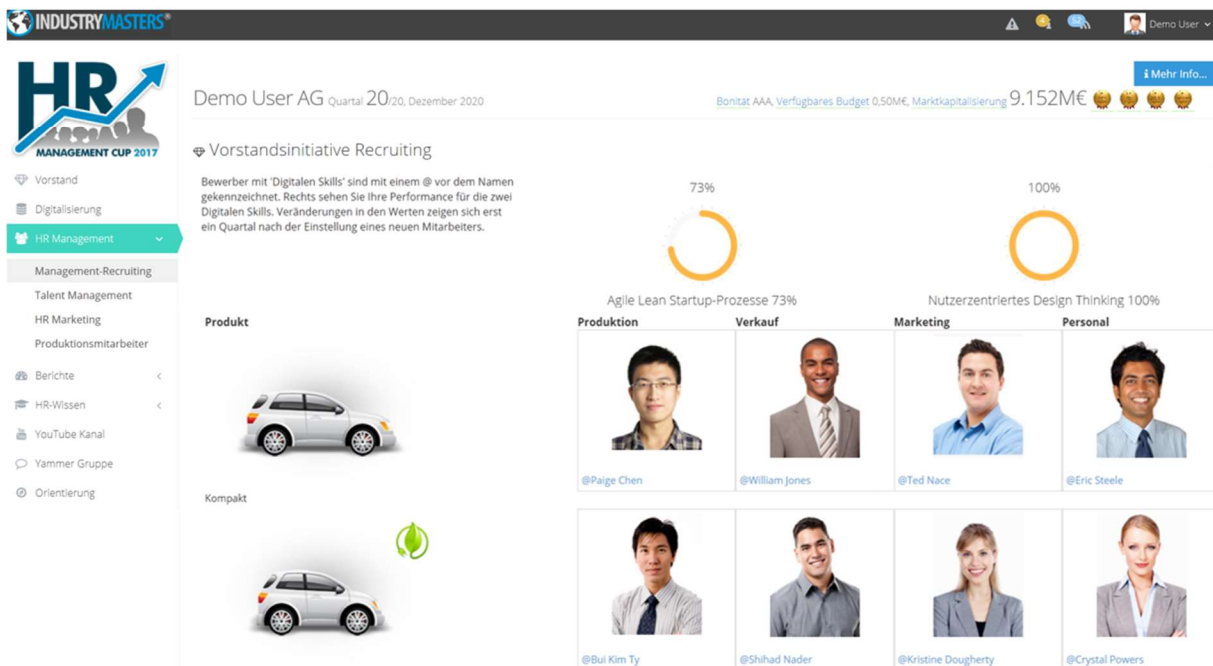 INDUSTRYMASTERS®
4
52
Demo User
HR
MANAGEMENT CUP 2017
i Mehr Info...
Demo User AG Quartal 20/20, Dezember 2020
Bonität AAA, Verfügbares Budget 0,50M€, Marktkapitalisierung 9.152M€
Vorstand
Digitalisierung
HR Management
Management-Recruiting
Talent Management
HR Marketing
Produktionsmitarbeiter
Berichte
HR-Wissen
YouTube Kanal
Yammer Gruppe
Orientierung
Vorstandsinitiative Recruiting
Bewerber mit 'Digitalen Skills' sind mit einem @ vor dem Namen
gekennzeichnet. Rechts sehen Sie Ihre Performance für die zwei
Digitalen Skills. Veränderungen in den Werten zeigen sich erst
ein Quartal nach der Einstellung eines neuen Mitarbeiters.
73%
100%
Agile Lean Startup-Prozesse 73%
Nutzerzentriertes Design Thinking 100%
Produkt
Produktion
Verkauf
Marketing
Personal
@Paige Chen
@William Jones
@Ted Nace
@Eric Steele
Kompakt
@Bui Kim Ty
@Shihad Nader
@Kristine Dougherty
@Crystal Powers